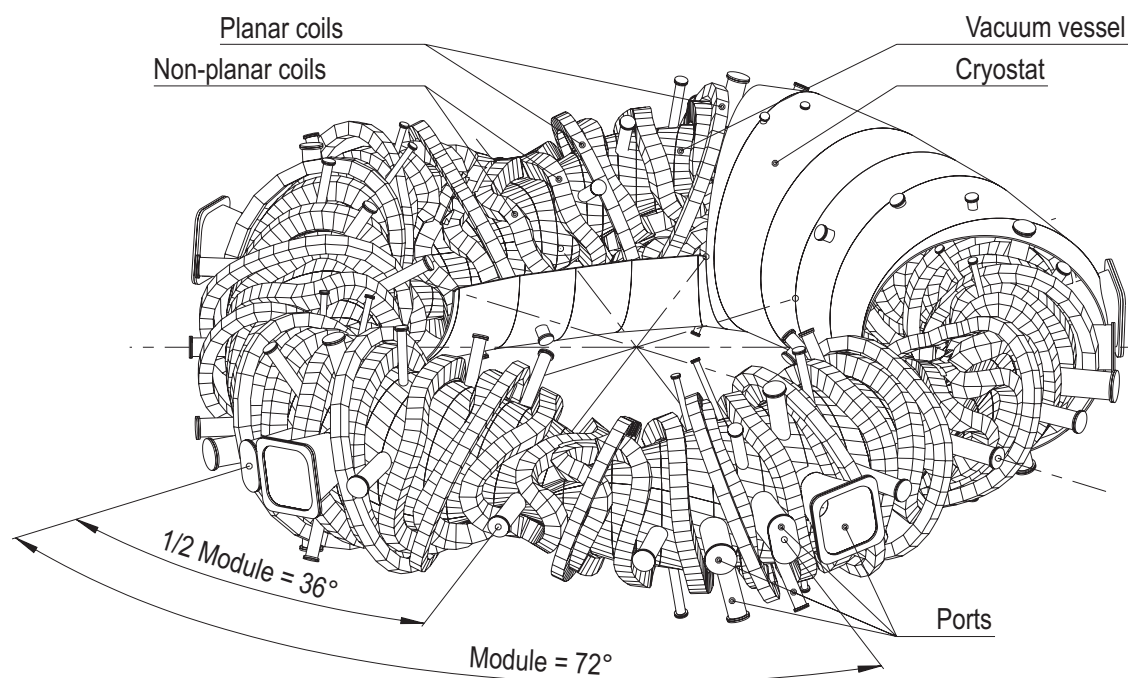 Planar coils
Vacuum vessel
Non-planar coils
Cryostat
1/2 Module = 36°
Ports
Module = 72°